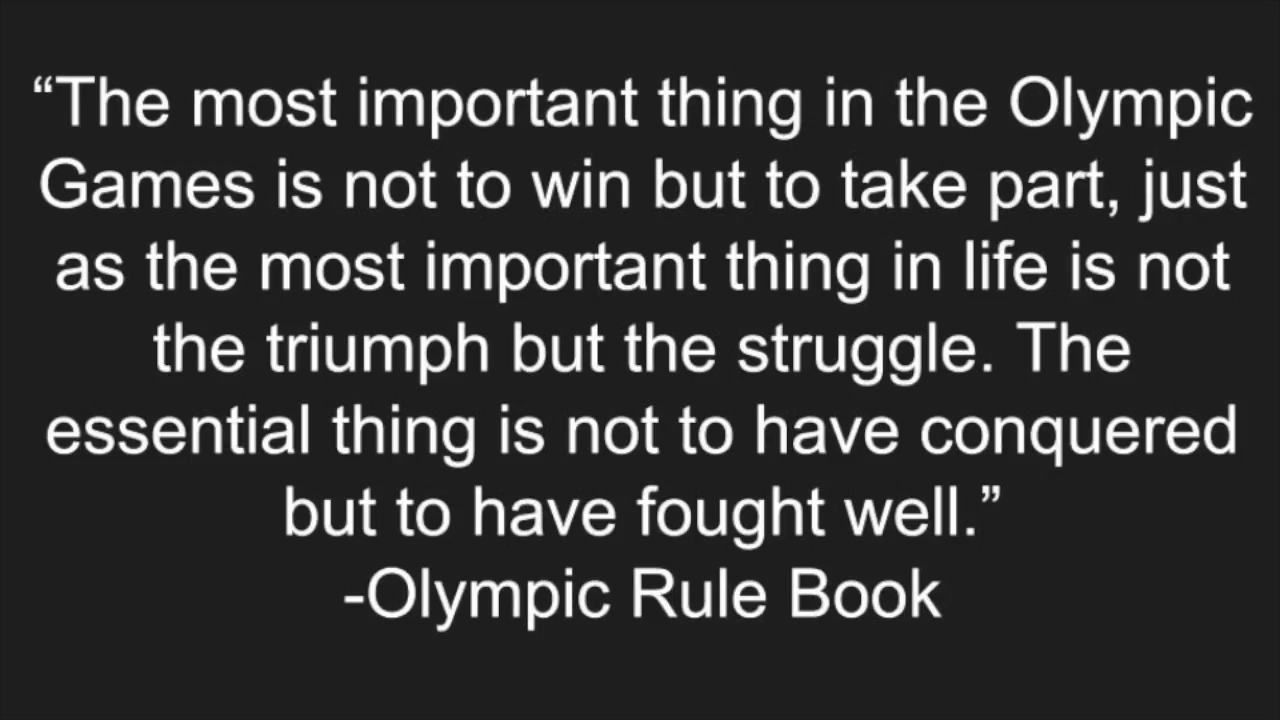 “The most important thing in the Olympic
Games is not to win but to take part, just
as the most important thing in life is not
the triumph but the struggle. The
essential thing is not to have conquered
but to have fought well.”
-Olympic Rule Book